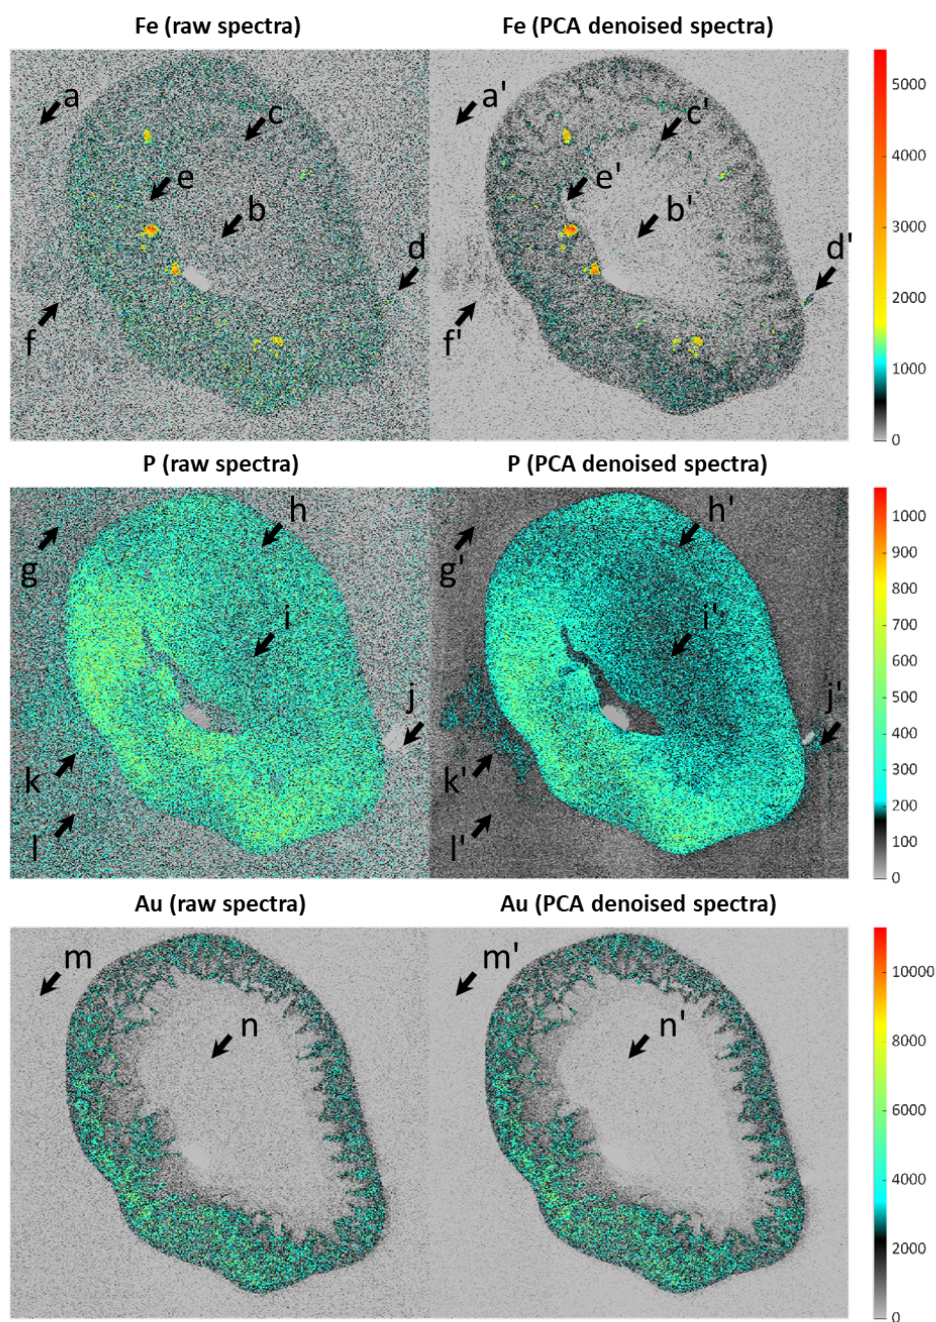 Fe (raw spectra) Fe (PCA denoised spectra)
a a' 5000
c c' 4000
e e' 3000
b b'
d d' 2000
f f' 1000
0
P (raw spectra) P (PCA denoised spectra)
h h' 1000
g g' 900
800
i i' 700
600
j j' 500
400
k k' 300
200
l l' 100
0
Au (raw spectra) Au (PCA denoised spectra)
m m' 10000
n n' 8000
6000
4000
2000
0